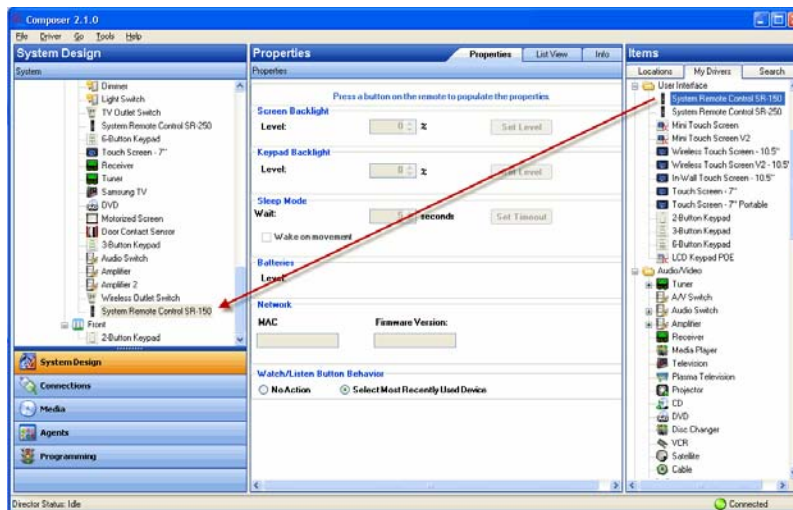 Composer 2.1.0
File Driver Go Tools Help
System Design
System
Dimmer
Light Switch
TV Outlet Switch
System Remote Control SR-250
6-Button Keypad
Touch Screen - 7"
Receiver
Tuner
Samsung TV
DVD
Motorized Screen
Door Contact Sensor
3-Button Keypad
Audio Switch
Amplifier
Amplifier 2
Wireless Outlet Switch
System Remote Control SR-150
Front
2-Button Keypad
System Design
Connections
Media
Agents
Programming
Director Status: Idle
Properties
Properties List View Info
Properties
Press a button on the remote to populate the properties
Screen Backlight
Level: 0 % Set Level
Keypad Backlight
Level: 0 % Set Level
Sleep Mode
Wait: seconds Set Timeout
Wake on movement
Batteries
Level:
Network
MAC Firmware Version:
Watch/Listen Button Behavior
No Action Select Most Recently Used Device
Items
Locations My Drivers Search
User Interface
System Remote Control SR-150
System Remote Control SR-250
Mini Touch Screen
Mini Touch Screen V2
Wireless Touch Screen - 10.5"
Wireless Touch Screen V2 - 10.5"
In-Wall Touch Screen - 10.5"
Touch Screen - 7"
Touch Screen - 7" Portable
2-Button Keypad
3-Button Keypad
6-Button Keypad
LCD Keypad POE
Audio/Video
Tuner
A/V Switch
Audio Switch
Amplifier
Receiver
Media Player
Television
Plasma Television
Projector
CD
DVD
Disc Changer
VCR
Satellite
Cable
Connected